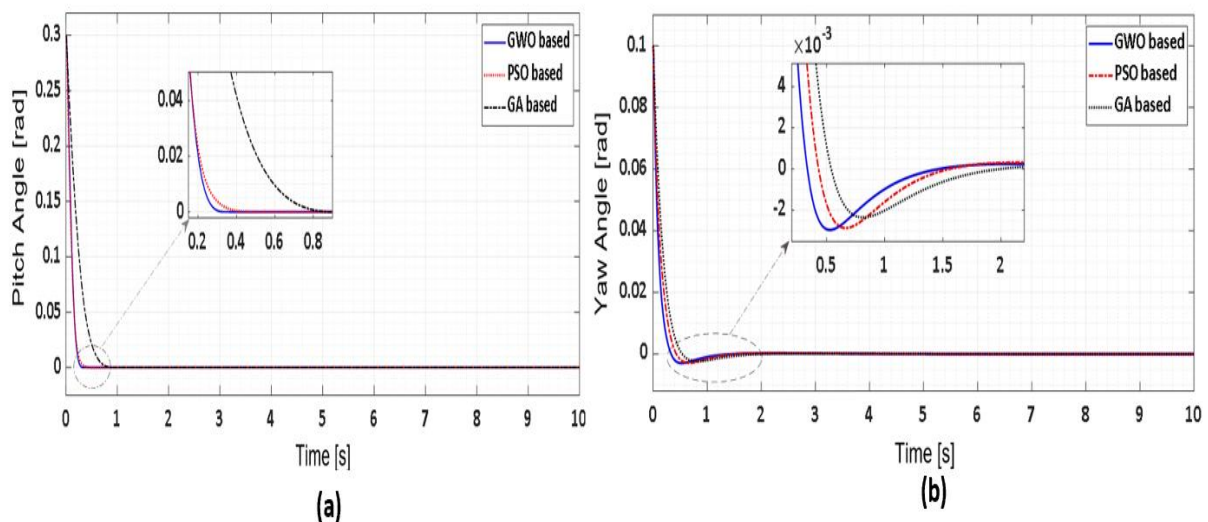 0.3
0.25
0.2
0.15
0.1
0.05
0
Pitch Angle [rad]
GWO based
PSO based
GA based
0.04
0.02
0
0.2 0.4 0.6 0.8
0 1 2 3 4 5 6 7 8 9 10
Time [s]
(a)
0.1
0.08
0.06
0.04
0.02
0
Yaw Angle [rad]
GWO based
PSO based
GA based
×10-3
4
2
0
-2
0.5 1 1.5 2
0 1 2 3 4 5 6 7 8 9 10
Time [s]
(b)